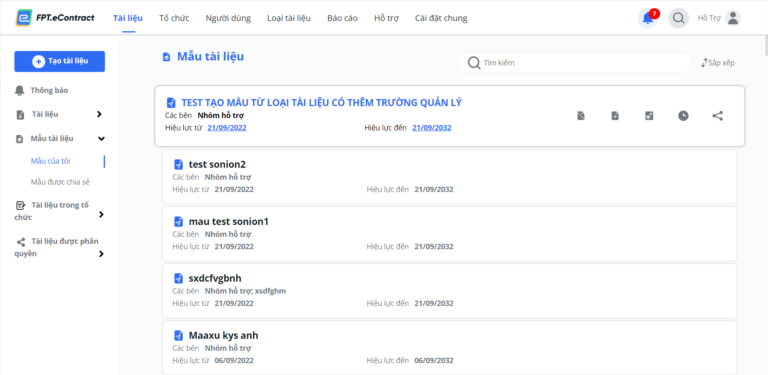 FPT.eContract Tài liệu Tổ chức Người dùng Loại tài liệu Báo cáo Hỗ trợ Cài đặt chung 7 Hỗ Trợ
Tạo tài liệu
Thông báo
Tài liệu
Mẫu tài liệu
Mẫu của tôi
Mẫu được chia sẻ
Tài liệu trong tổ
chức
Tài liệu được phân
quyền
Mẫu tài liệu
Tìm kiếm
Sắp xếp
TEST TẠO MẪU TỪ LOẠI TÀI LIỆU CÓ THÊM TRƯỜNG QUẢN LÝ
Các bên Nhóm hỗ trợ
Hiệu lực từ 21/09/2022 Hiệu lực đến 21/09/2032
test sonion2
Các bên Nhóm hỗ trợ
Hiệu lực từ 21/09/2022 Hiệu lực đến 21/09/2032
mau test sonion1
Các bên Nhóm hỗ trợ
Hiệu lực từ 21/09/2022 Hiệu lực đến 21/09/2032
sxdcfvgbnh
Các bên Nhóm hỗ trợ; xsdfghm
Hiệu lực từ 21/09/2022 Hiệu lực đến 21/09/2032
Maaxu kys anh
Các bên Nhóm hỗ trợ
Hiệu lực từ 06/09/2022 Hiệu lực đến 06/09/2032